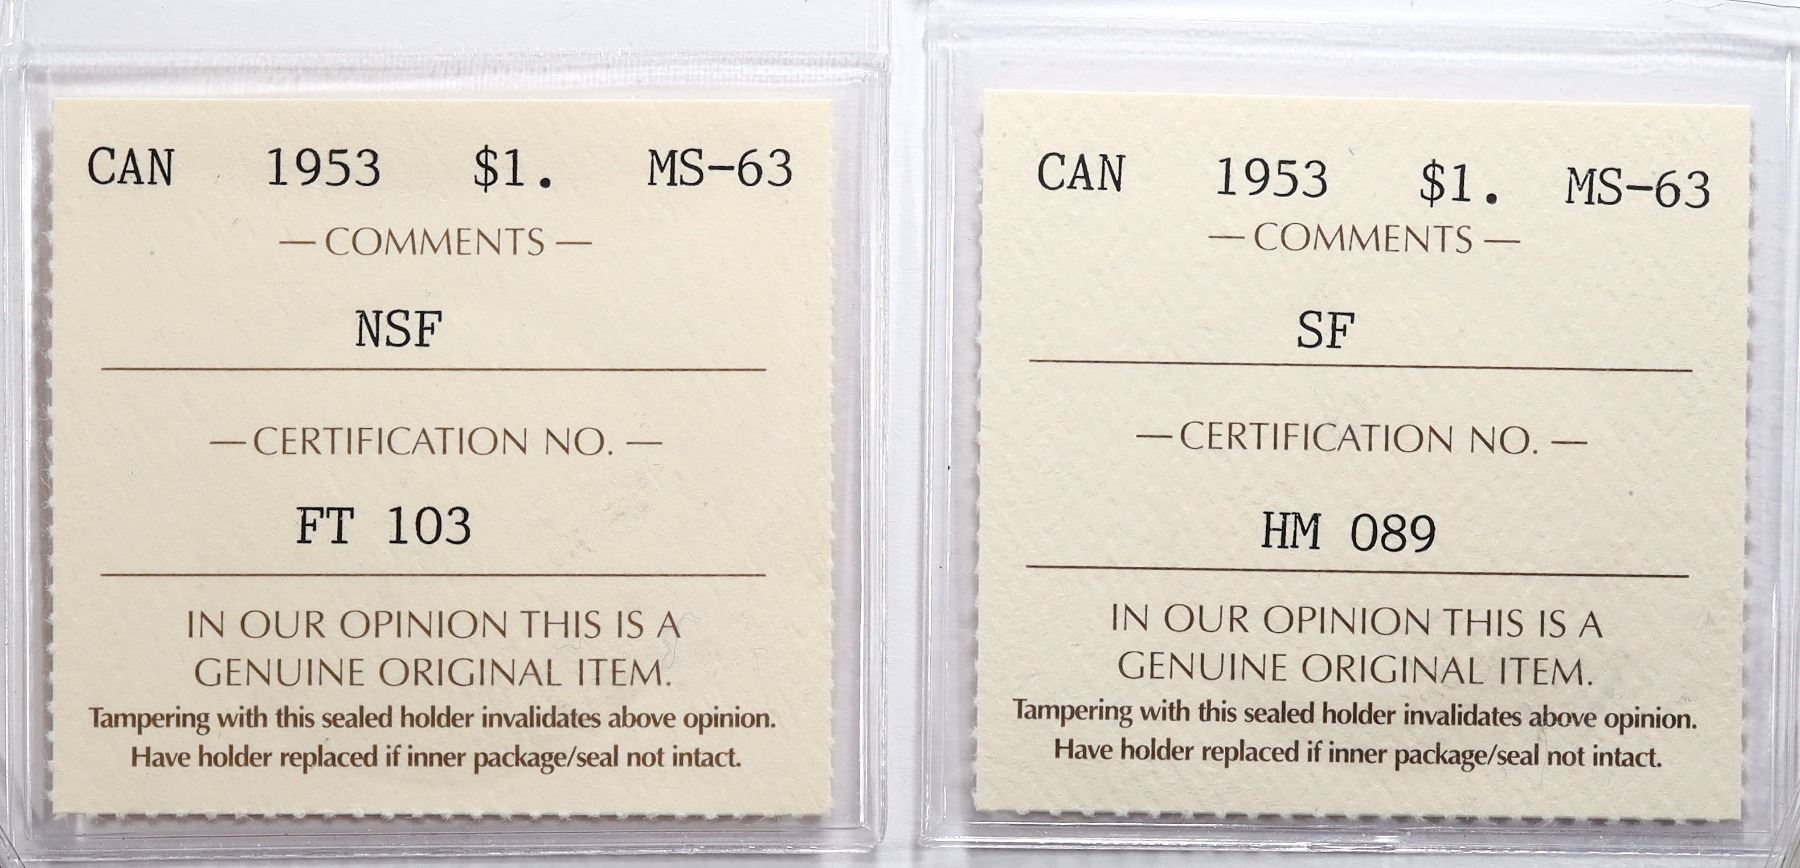 CAN 1953 $1. MS-63
— COMMENTS —
NSF
— CERTIFICATION NO. —
FT 103
IN OUR OPINION THIS IS A
GENUINE ORIGINAL ITEM.
Tampering with this sealed holder invalidates above opinion.
Have holder replaced if inner package/seal not intact.
CAN 1953 $1. MS-63
— COMMENTS —
SF
— CERTIFICATION NO. —
HM 089
IN OUR OPINION THIS IS A
GENUINE ORIGINAL ITEM.
Tampering with this sealed holder invalidates above opinion.
Have holder replaced if inner package/seal not intact.